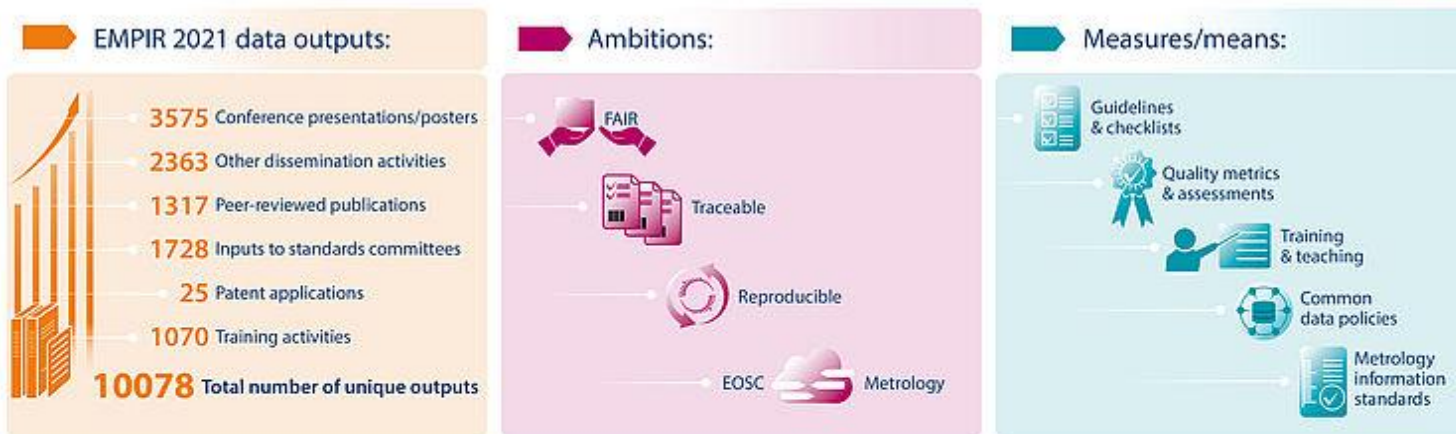 EMPIR 2021 data outputs:
3575 Conference presentations/posters
2363 Other dissemination activities
1317 Peer-reviewed publications
1728 Inputs to standards committees
25 Patent applications
1070 Training activities
10078 Total number of unique outputs
Ambitions:
FAIR
Traceable
Reproducible
EOSC Metrology
Measures/means:
Guidelines
& checklists
Quality metrics
& assessments
Training
& teaching
Common
data policies
Metrology
information
standards